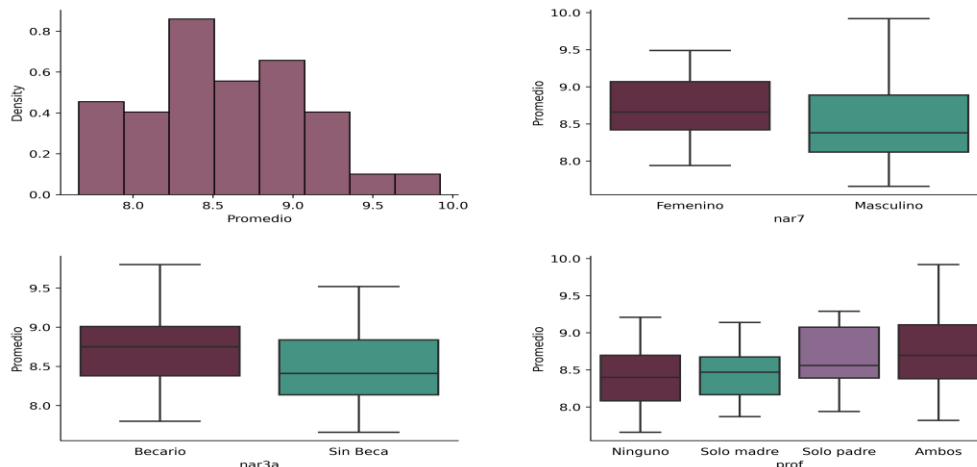 0.8
0.6
0.4
0.2
0.0
Density
8.0 8.5 9.0 9.5 10.0
Promedio
10.0
9.5
9.0
8.5
8.0
Promedio
Femenino Masculino
nar7
9.5
9.0
8.5
8.0
Promedio
Becario Sin Beca
nar3a
10.0
9.5
9.0
8.5
8.0
Promedio
Ninguno Solo madre Solo padre Ambos
prof